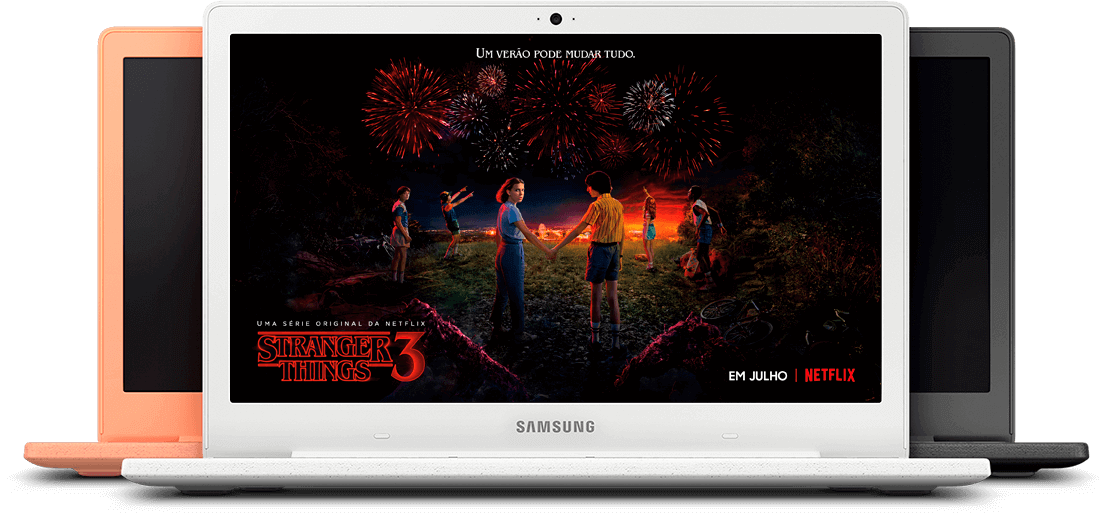 UM VERÃO PODE MUDAR TUDO.
UMA SÉRIE ORIGINAL DA NETFLIX
STRANGER
THINGS 3
EM JULHO | NETFLIX
SAMSUNG